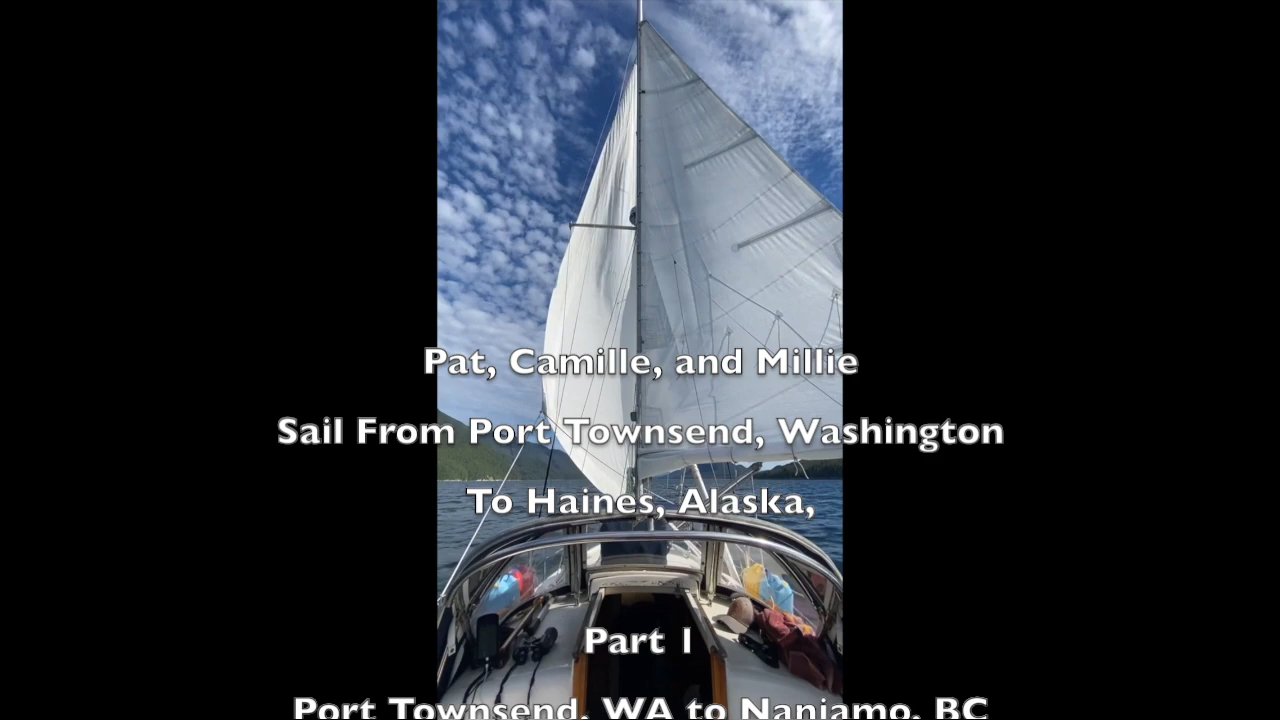 Pat, Camille, and Millie
Sail From Port Townsend, Washington
To Haines, Alaska,
Part 1
Port Townsend, WA to Naniamo, BC